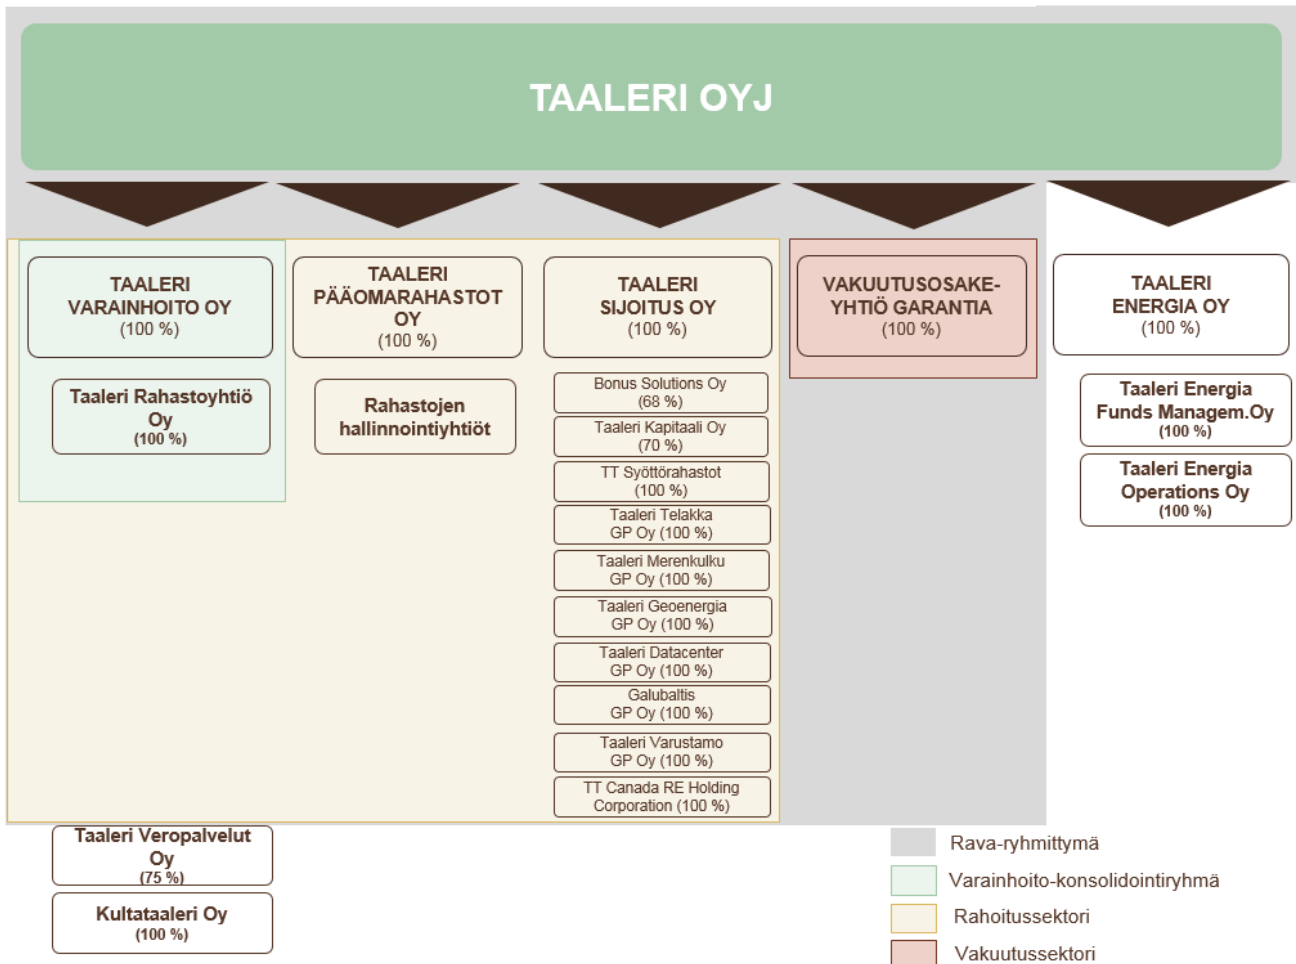 TAALERI OYJ
TAALERI
VARAINHOITO OY
(100 %)
Taaleri Rahastoyhtiö
Oy
(100 %)
TAALERI
PÄÄOMARAHASTOT
OY
(100 %)
Rahastojen
hallinnointiyhtiöt
TAALERI
SIJOITUS OY
(100 %)
Bonus Solutions Oy
(68 %)
Taaleri Kapitaali Oy
(70 %)
TT Syöttörahastot
(100 %)
Taaleri Telakka
GP Oy (100 %)
Taaleri Merenkulku
GP Oy (100 %)
Taaleri Geoenergia
GP Oy (100 %)
Taaleri Datacenter
GP Oy (100 %)
Galubaltis
GP Oy (100 %)
Taaleri Varustamo
GP Oy (100 %)
TT Canada RE Holding
Corporation (100 %)
VAKUUTUSOSAKE-
YHTIÖ GARANTIA
(100 %)
TAALERI
ENERGIA OY
(100 %)
Taaleri Energia
Funds Managem.Oy
(100 %)
Taaleri Energia
Operations Oy
(100 %)
Taaleri Veropalvelut
Oy
(75 %)
Kultataaleri Oy
(100 %)
Rava-ryhmittymä
Varainhoito-konsolidointiryhmä
Rahoitussektori
Vakuutussektori